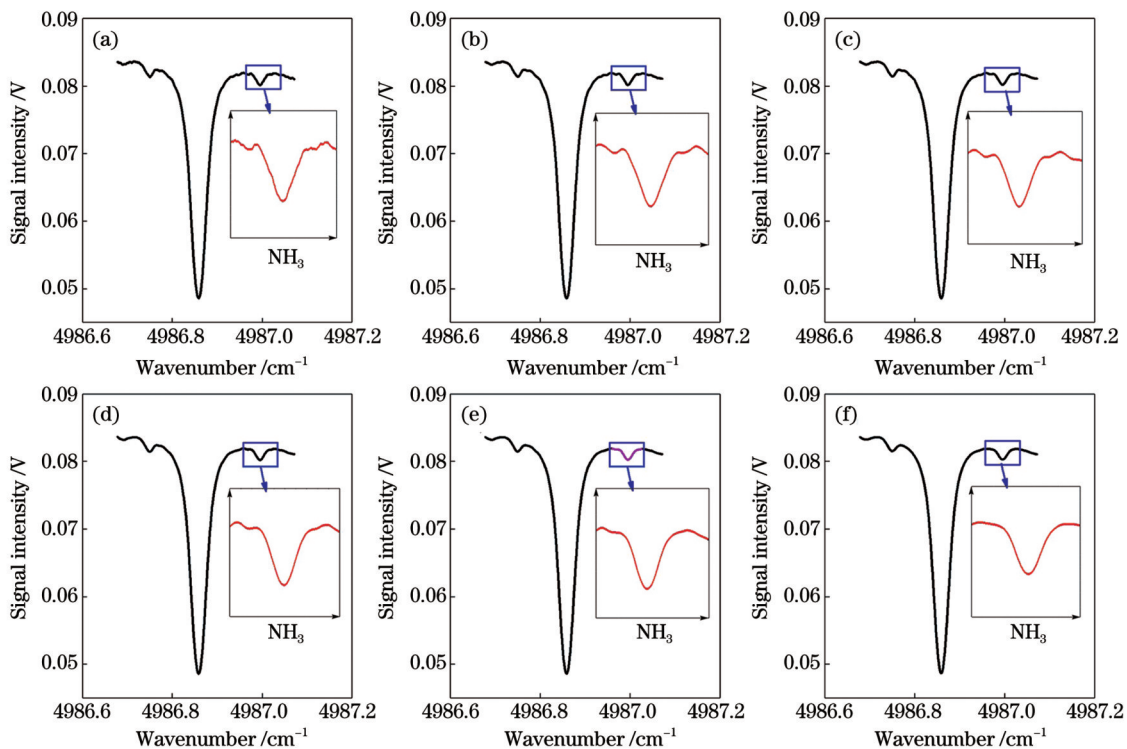 (a)
0.09
0.08
0.07
0.06
0.05
Signal intensity /V
NH₃
4986.6 4986.8 4987.0 4987.2
Wavenumber /cm⁻¹
(b)
0.09
0.08
0.07
0.06
0.05
Signal intensity /V
NH₃
4986.6 4986.8 4987.0 4987.2
Wavenumber /cm⁻¹
(c)
0.09
0.08
0.07
0.06
0.05
Signal intensity /V
NH₃
4986.6 4986.8 4987.0 4987.2
Wavenumber /cm⁻¹
(d)
0.09
0.08
0.07
0.06
0.05
Signal intensity /V
NH₃
4986.6 4986.8 4987.0 4987.2
Wavenumber /cm⁻¹
(e)
0.09
0.08
0.07
0.06
0.05
Signal intensity /V
NH₃
4986.6 4986.8 4987.0 4987.2
Wavenumber /cm⁻¹
(f)
0.09
0.08
0.07
0.06
0.05
Signal intensity /V
NH₃
4986.6 4986.8 4987.0 4987.2
Wavenumber /cm⁻¹